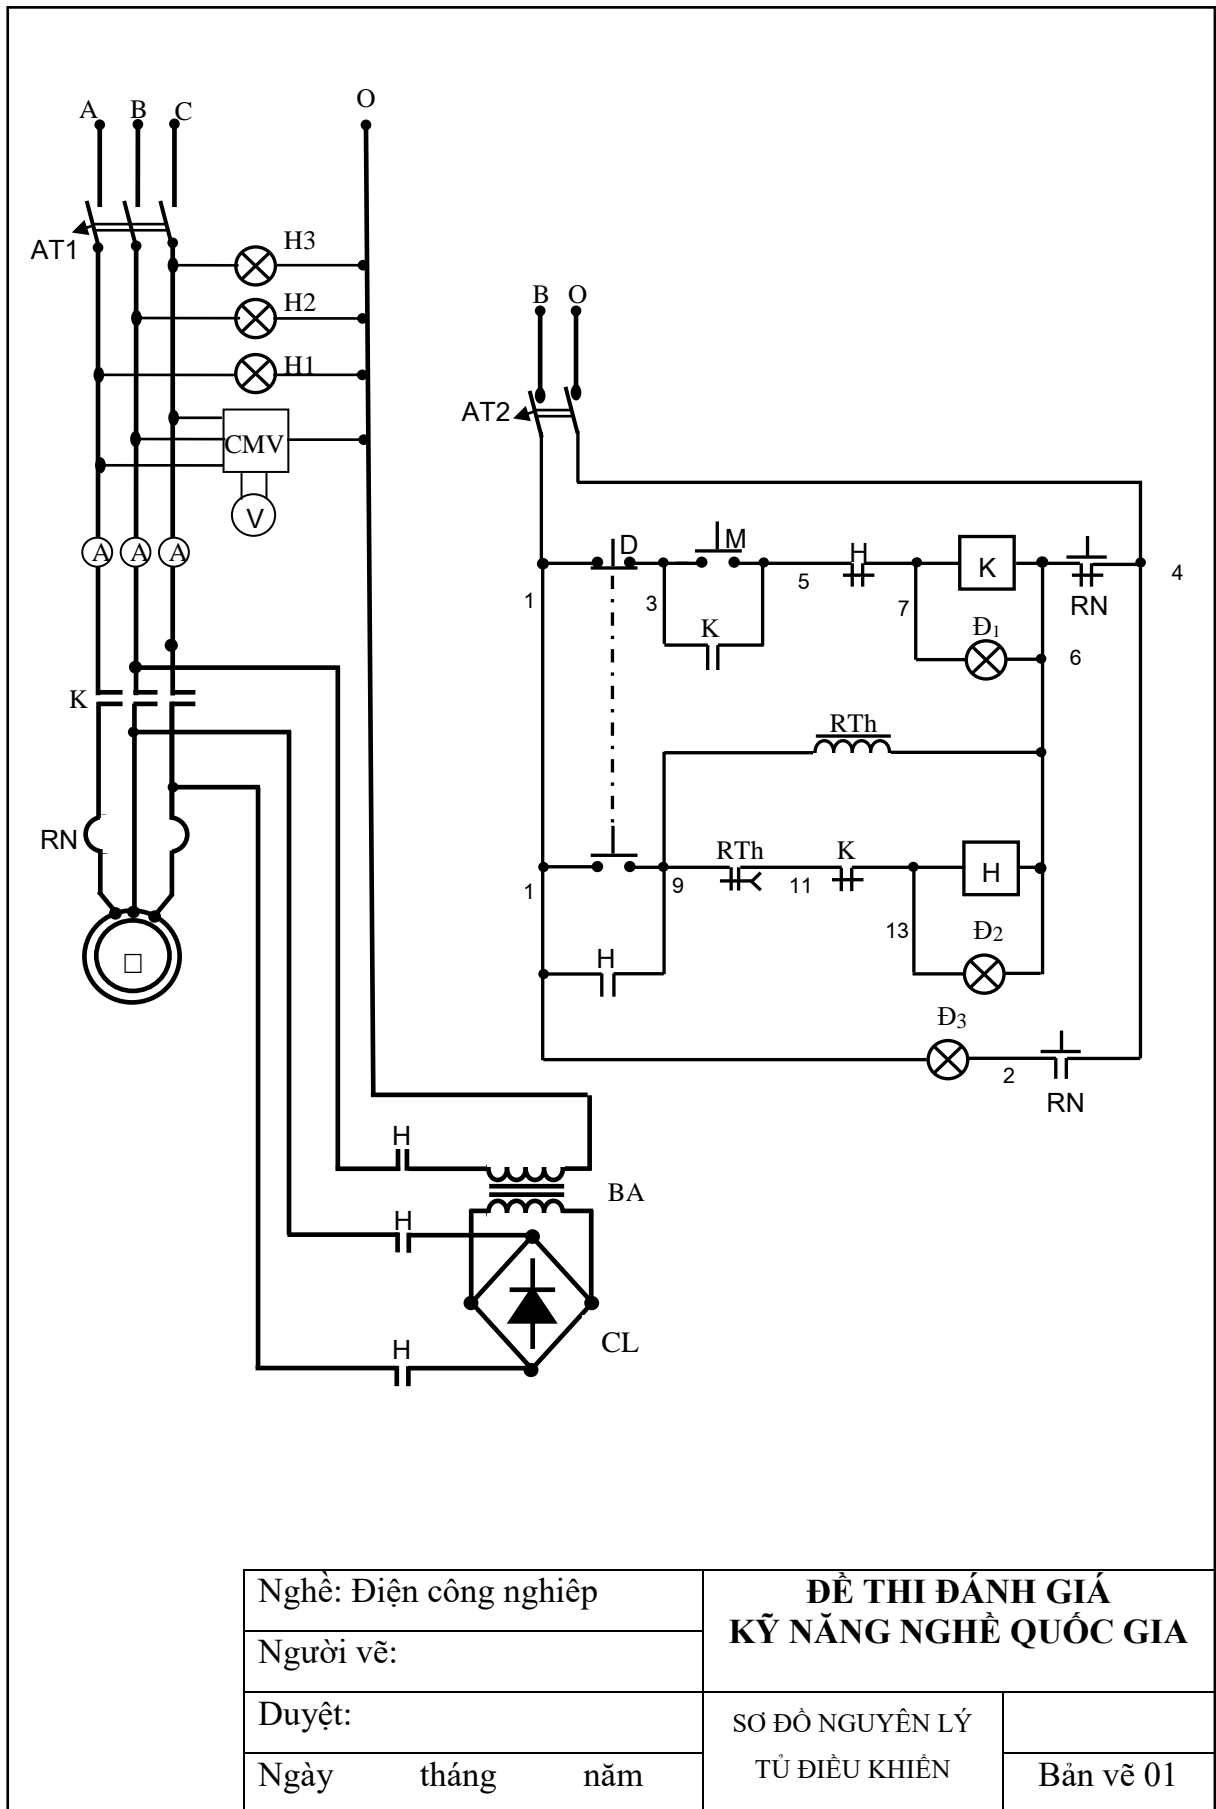 A B C O
AT1
H3
H2
H1
CMV
V
A A A
K
RN
H
BA
H
CL
H
B O
AT2
D M H K 4
1 3 5 7 RN
K Đ1 6
RTh
RTh K H
1 9 11 13 Đ2
H
Đ3
2
RN
Nghề: Điện công nghiêp
Người vẽ:
Duyệt:
Ngày tháng năm
ĐỀ THI ĐÁNH GIÁ
KỸ NĂNG NGHỀ QUỐC GIA
SƠ ĐỒ NGUYÊN LÝ
TỦ ĐIỀU KHIỂN
Bản vẽ 01